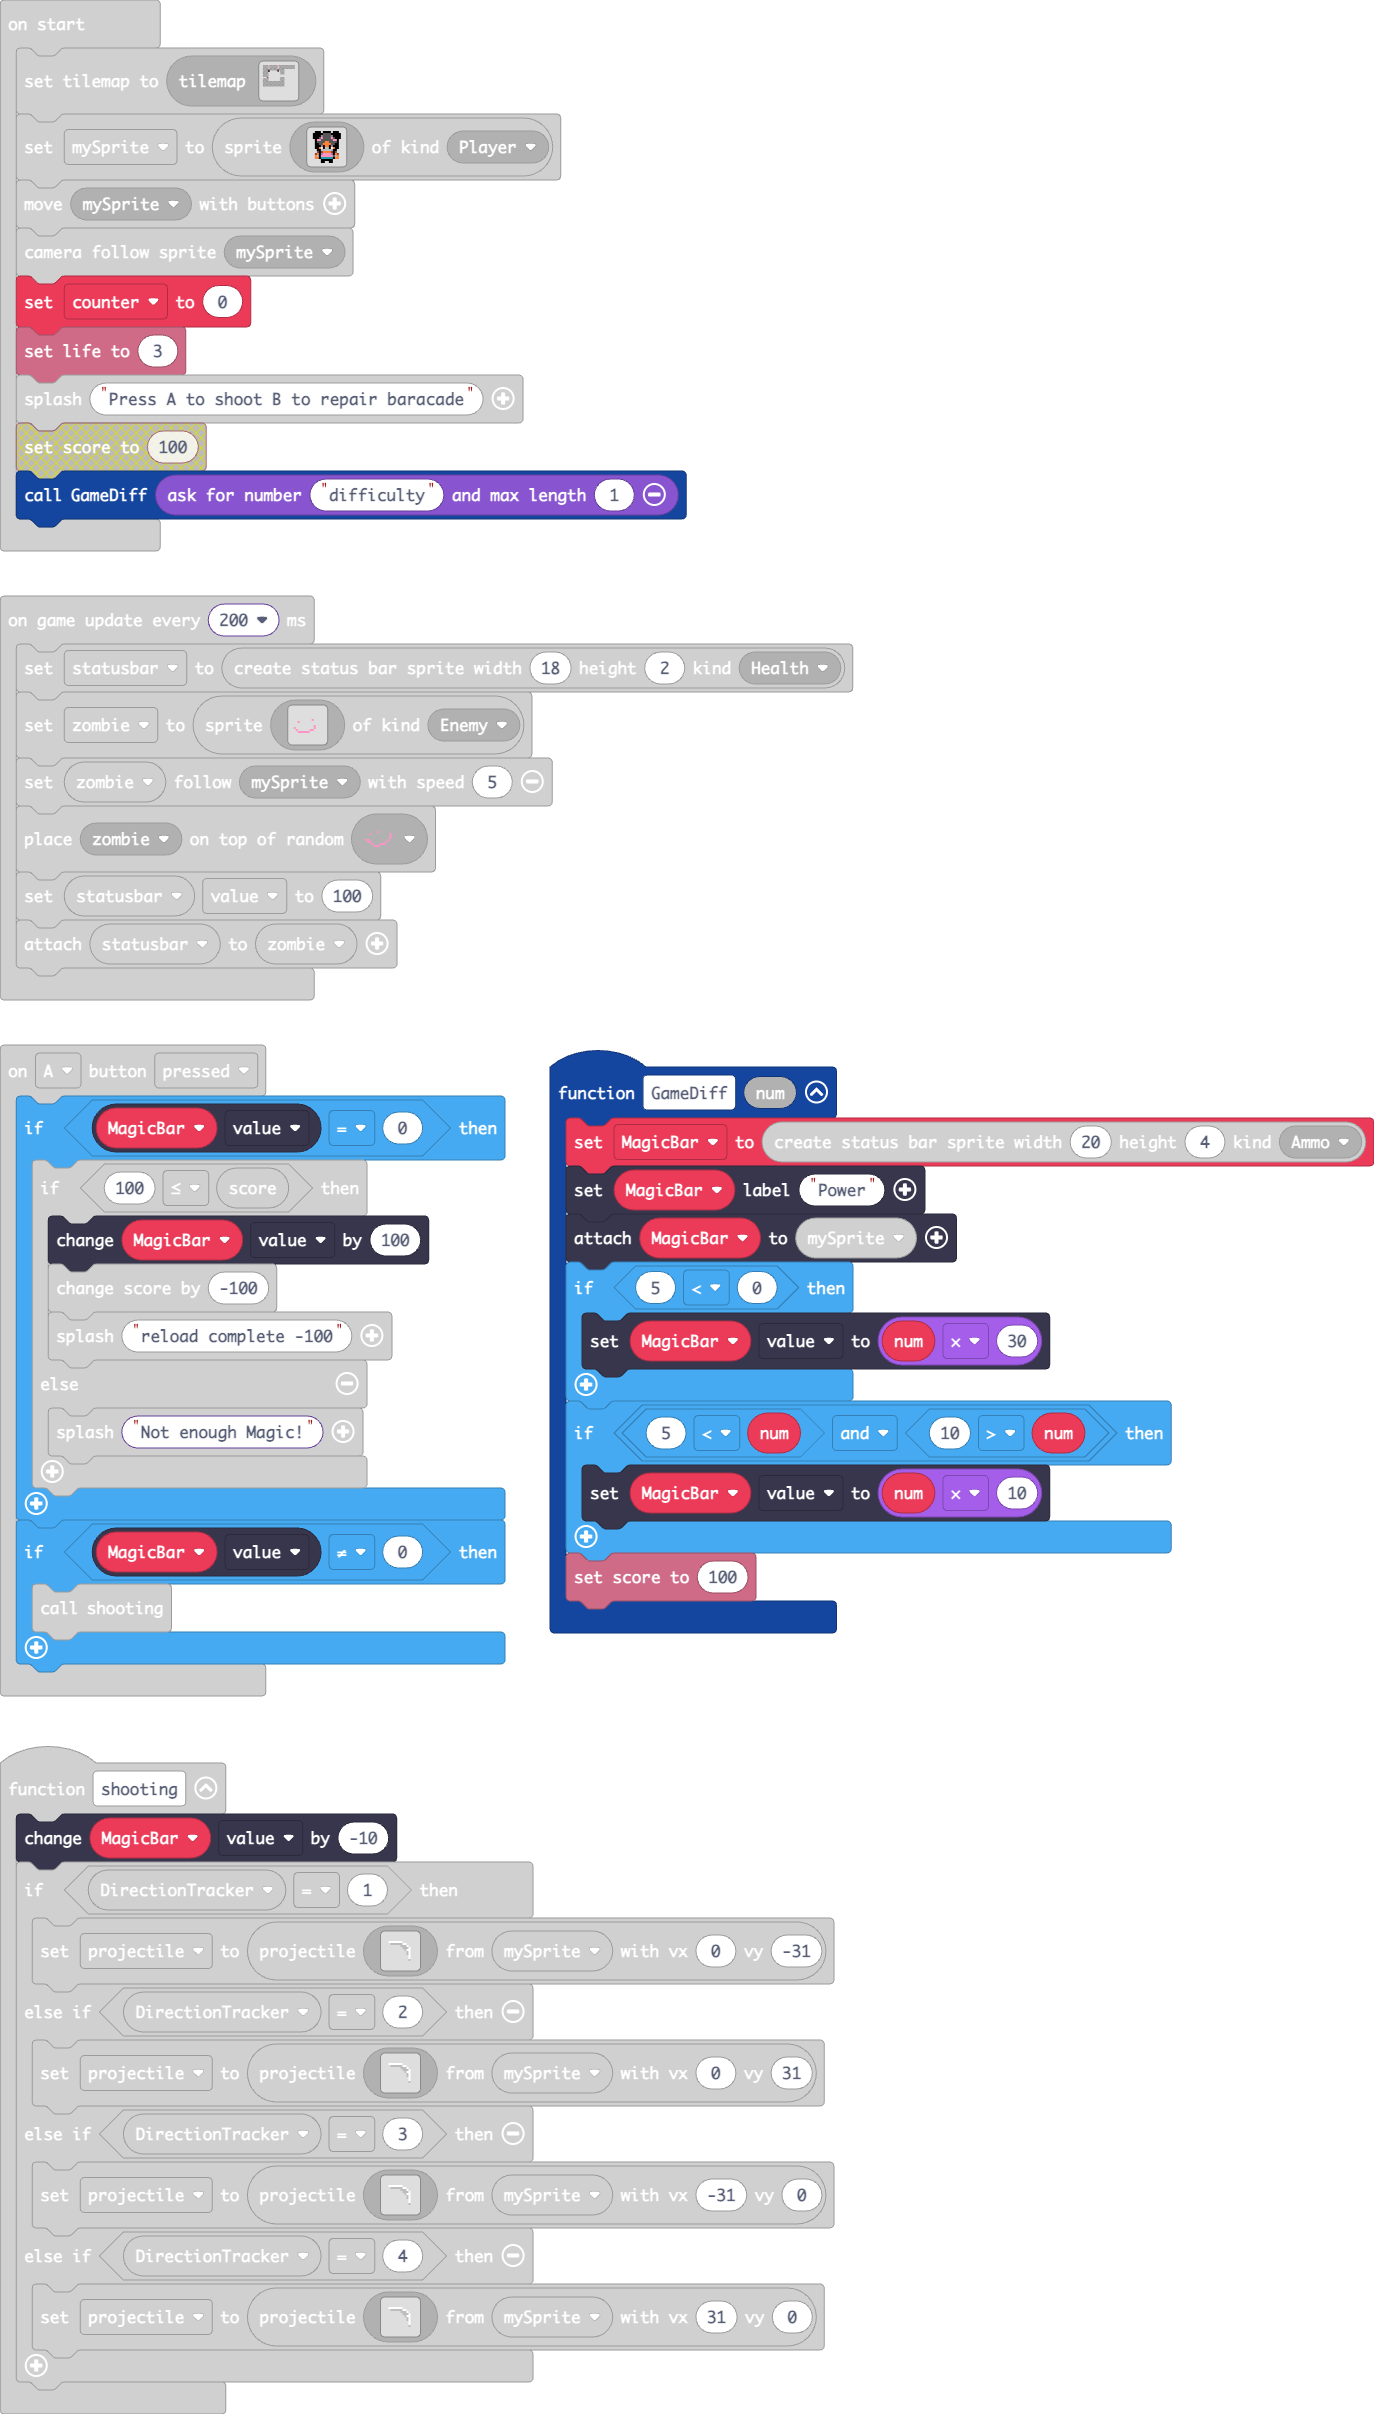 on start
set tilemap to tilemap
set mySprite to sprite of kind Player
move mySprite with buttons
camera follow sprite mySprite
set counter to 0
set life to 3
splash "Press A to shoot B to repair baracade"
set score to 100
call GameDiff ask for number "difficulty" and max length 1
on game update every 200 ms
set statusbar to create status bar sprite width 18 height 2 kind Health
set zombie to sprite of kind Enemy
set zombie follow mySprite with speed 5
place zombie on top of random
set statusbar value to 100
attach statusbar to zombie
on A button pressed
if MagicBar value = 0 then
if 100 ≤ score then
change MagicBar value by 100
change score by -100
splash "reload complete -100"
else
splash "Not enough Magic!"
if MagicBar value ≠ 0 then
call shooting
function GameDiff num
set MagicBar to create status bar sprite width 20 height 4 kind Ammo
set MagicBar label "Power"
attach MagicBar to mySprite
if 5 < 0 then
set MagicBar value to num × 30
if 5 < num and 10 > num then
set MagicBar value to num × 10
set score to 100
function shooting
change MagicBar value by -10
if DirectionTracker = 1 then
set projectile to projectile from mySprite with vx 0 vy -31
else if DirectionTracker = 2 then
set projectile to projectile from mySprite with vx 0 vy 31
else if DirectionTracker = 3 then
set projectile to projectile from mySprite with vx -31 vy 0
else if DirectionTracker = 4 then
set projectile to projectile from mySprite with vx 31 vy 0